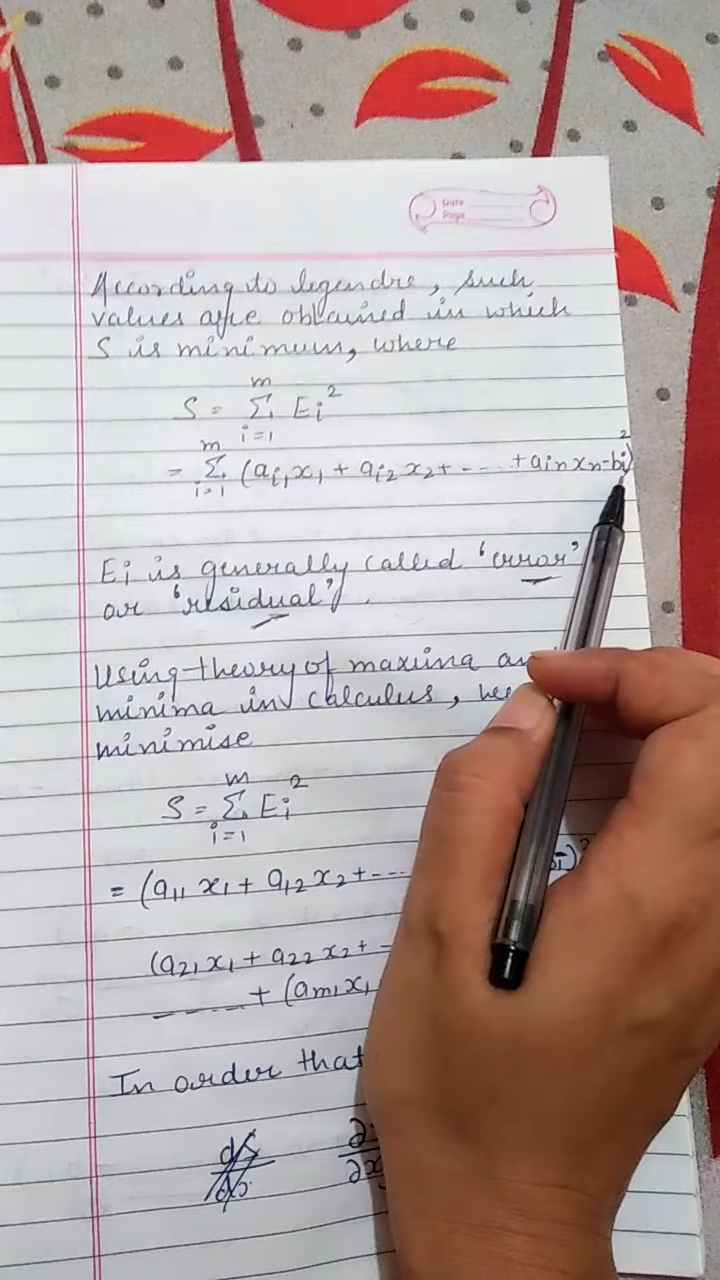 Date
Page
According to legendre, such
values are obtained in which
S is minimum, where
S = Σ_{i=1}^{m} Ei²
= Σ_{i=1}^{m} (ai1x1 + ai2x2 + --- + ainxn - bi)²
Ei is generally called 'error'
or 'residual'.
Using theory of maxima
minima in calculus,
minimise
S = Σ_{i=1}^{m} Ei²
= (a11x1 + a12x2 + ---
(a21x1 + a22x2 + -
----- + (am1x1
In order that